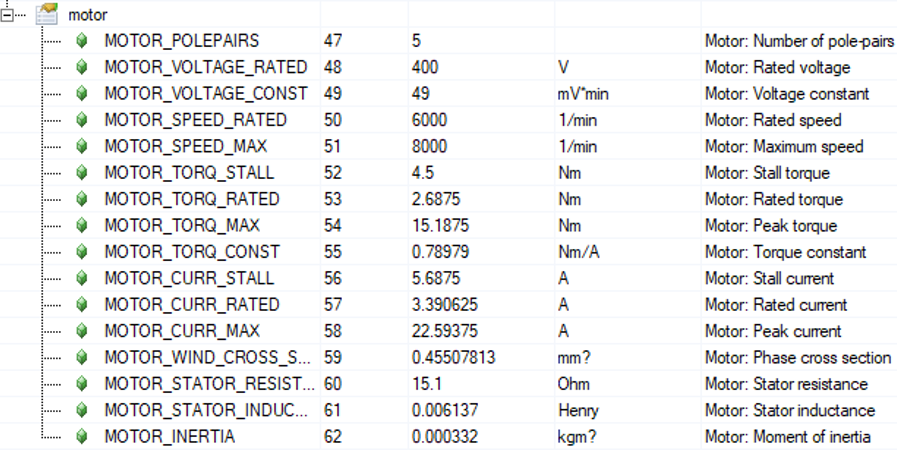 motor
MOTOR_POLEPAIRS 47 5 Motor: Number of pole-pairs
MOTOR_VOLTAGE_RATED 48 400 V Motor: Rated voltage
MOTOR_VOLTAGE_CONST 49 49 mV*min Motor: Voltage constant
MOTOR_SPEED_RATED 50 6000 1/min Motor: Rated speed
MOTOR_SPEED_MAX 51 8000 1/min Motor: Maximum speed
MOTOR_TORQ_STALL 52 4.5 Nm Motor: Stall torque
MOTOR_TORQ_RATED 53 2.6875 Nm Motor: Rated torque
MOTOR_TORQ_MAX 54 15.1875 Nm Motor: Peak torque
MOTOR_TORQ_CONST 55 0.78979 Nm/A Motor: Torque constant
MOTOR_CURR_STALL 56 5.6875 A Motor: Stall current
MOTOR_CURR_RATED 57 3.390625 A Motor: Rated current
MOTOR_CURR_MAX 58 22.59375 A Motor: Peak current
MOTOR_WIND_CROSS_S... 59 0.45507813 mm? Motor: Phase cross section
MOTOR_STATOR_RESIST... 60 15.1 Ohm Motor: Stator resistance
MOTOR_STATOR_INDUC... 61 0.006137 Henry Motor: Stator inductance
MOTOR_INERTIA 62 0.000332 kgm? Motor: Moment of inertia